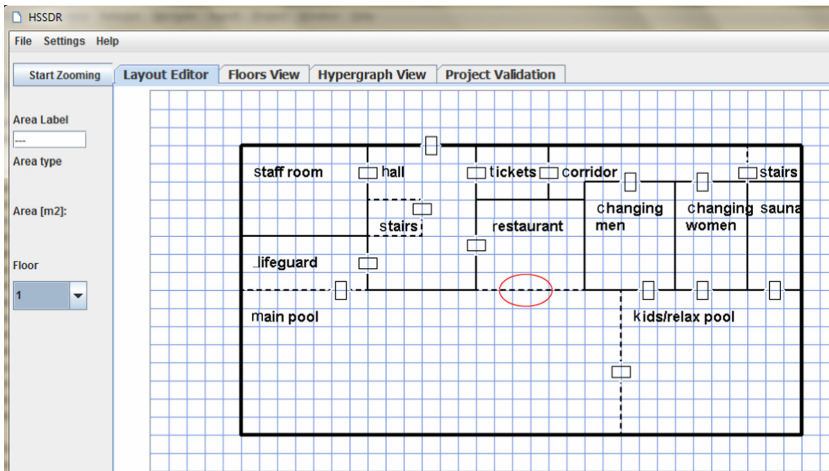 HSSDR
File Settings Help
Start Zooming Layout Editor Floors View Hypergraph View Project Validation
Area Label
---
Area type
Area [m2]:
Floor
1
staff room hall tickets corridor stairs
changing men
changing women
sauna
stairs restaurant
lifeguard
main pool kids/relax pool